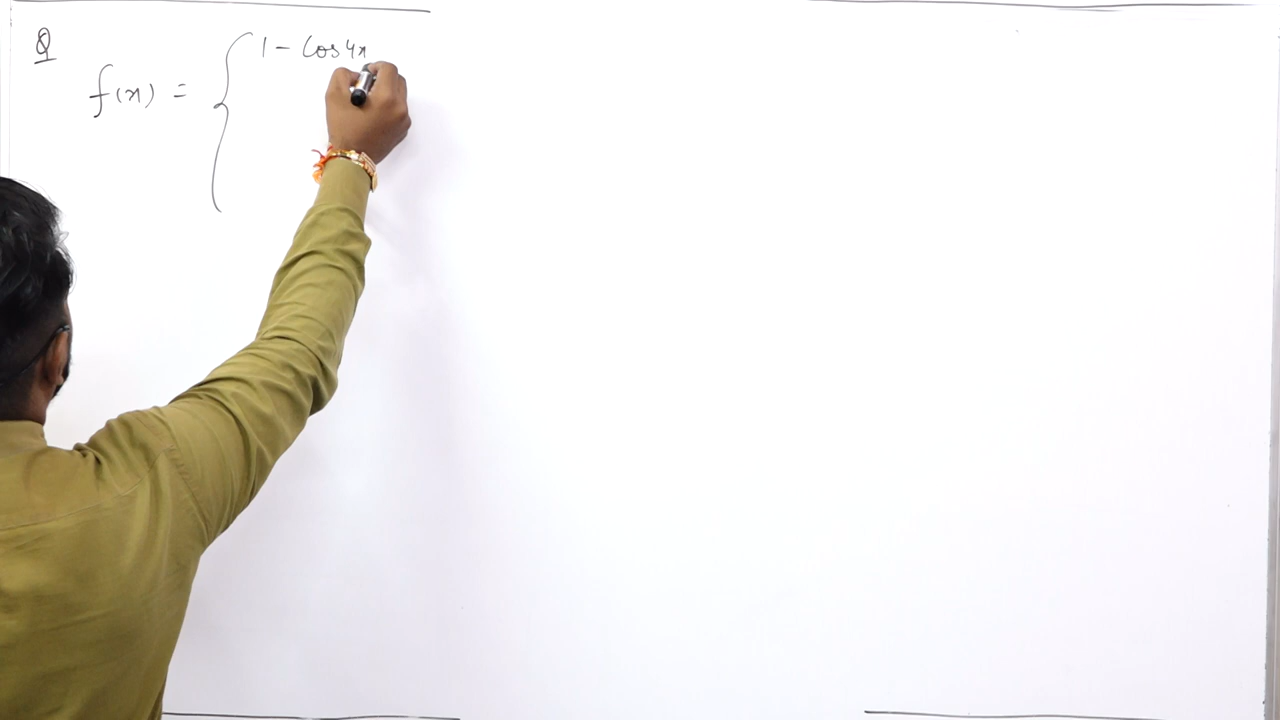 Q
f(x) = { 1 - Cos4x